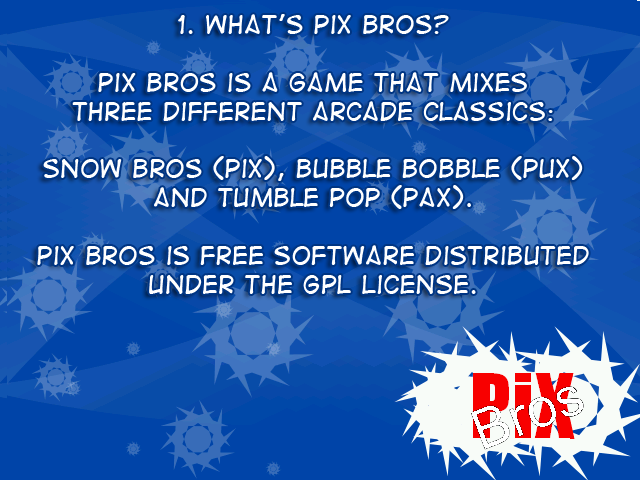 1. WHAT'S PIX BROS?
PIX BROS IS A GAME THAT MIXES
THREE DIFFERENT ARCADE CLASSICS:
SNOW BROS (PIX), BUBBLE BOBBLE (PUX)
AND TUMBLE POP (PAX).
PIX BROS IS FREE SOFTWARE DISTRIBUTED
UNDER THE GPL LICENSE.
PiX
Bros